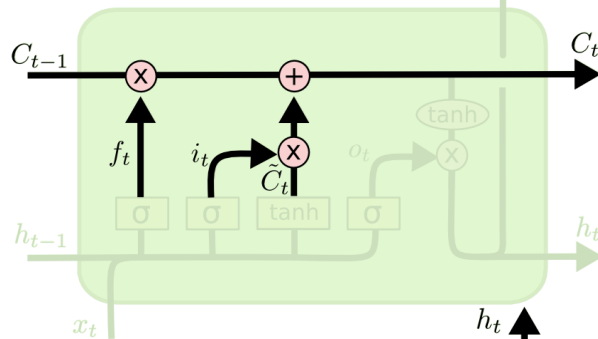 C_{t-1} x + C_t
tanh
f_t i_t x o_t x
C̃_t
σ σ tanh σ
h_{t-1} h_t
x_t h_t